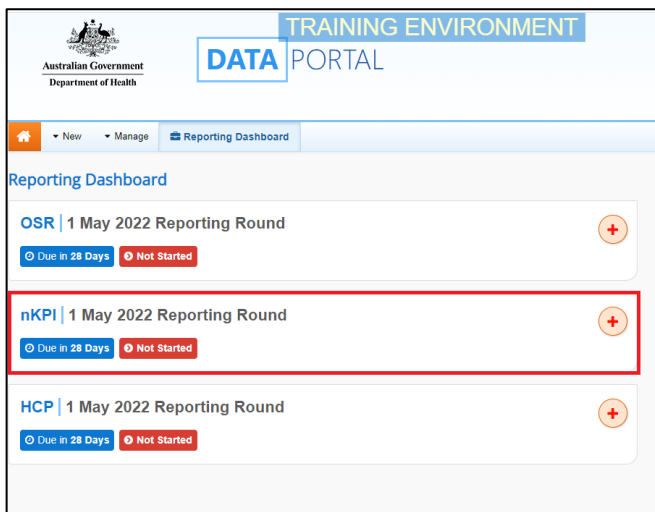 TRAINING ENVIRONMENT
Australian Government
Department of Health
DATA PORTAL
New Manage Reporting Dashboard
Reporting Dashboard
OSR | 1 May 2022 Reporting Round
Due in 28 Days Not Started
nKPI | 1 May 2022 Reporting Round
Due in 28 Days Not Started
HCP | 1 May 2022 Reporting Round
Due in 28 Days Not Started